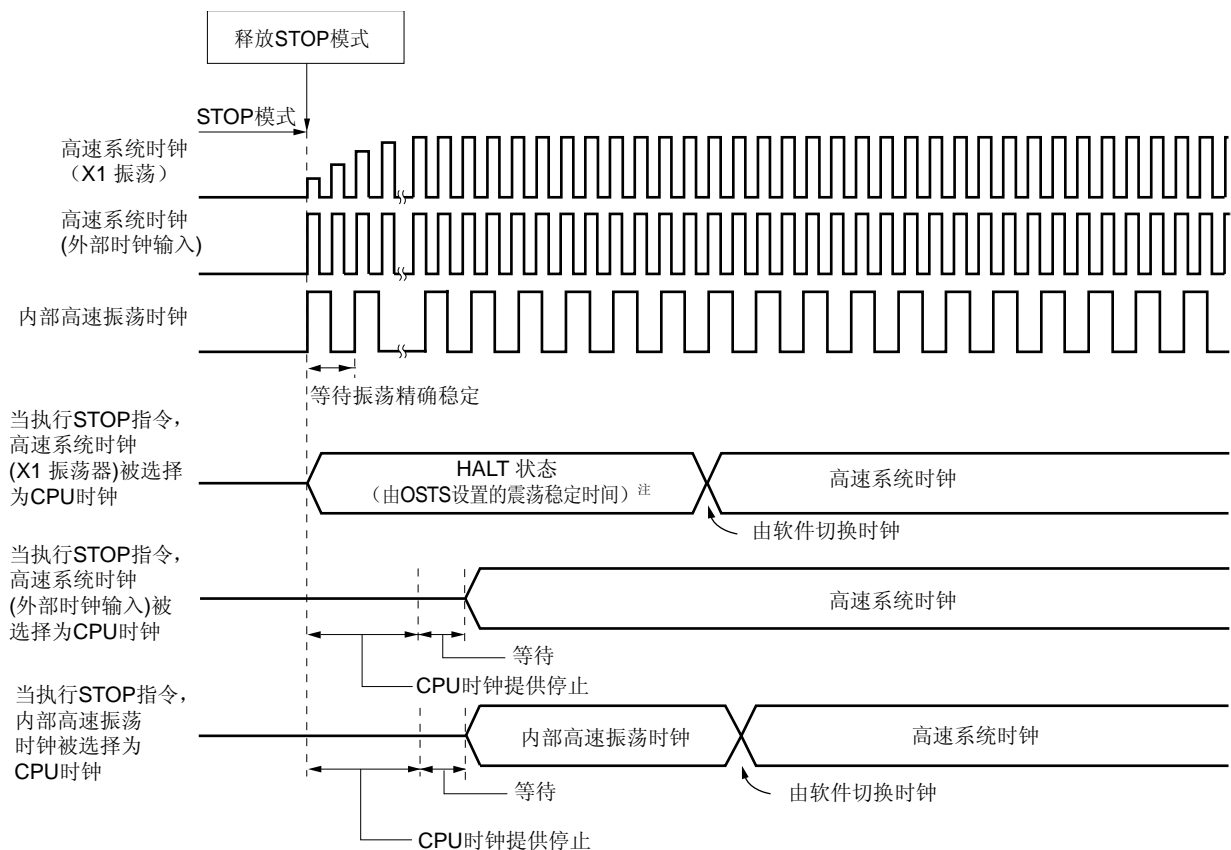 释放STOP模式
STOP模式
高速系统时钟
（X1 振荡）
高速系统时钟
(外部时钟输入)
内部高速振荡时钟
等待振荡精确稳定
当执行STOP指令，
高速系统时钟
(X1 振荡器)被选择
为CPU时钟
HALT 状态
（由OSTS设置的震荡稳定时间）注
高速系统时钟
由软件切换时钟
当执行STOP指令，
高速系统时钟
(外部时钟输入)被
选择为CPU时钟
高速系统时钟
等待
CPU时钟提供停止
当执行STOP指令，
内部高速振荡
时钟被选择为
CPU时钟
内部高速振荡时钟
高速系统时钟
等待
由软件切换时钟
CPU时钟提供停止